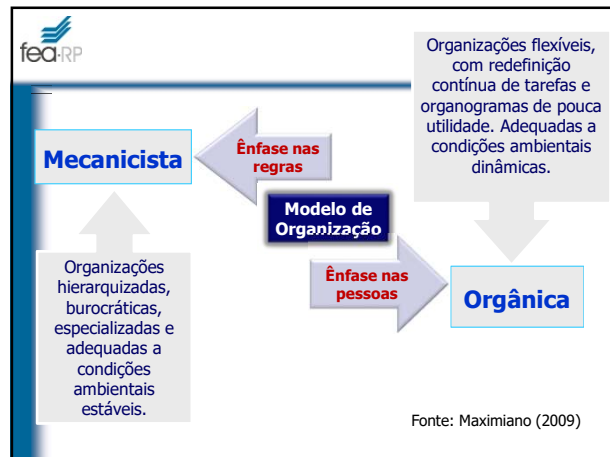 fea-RP
Organizações flexíveis,
com redefinição
contínua de tarefas e
organogramas de pouca
utilidade. Adequadas a
condições ambientais
dinâmicas.
Mecanicista
Ênfase nas
regras
Modelo de
Organização
Ênfase nas
pessoas
Orgânica
Organizações
hierarquizadas,
burocráticas,
especializadas e
adequadas a
condições
ambientais
estáveis.
Fonte: Maximiano (2009)